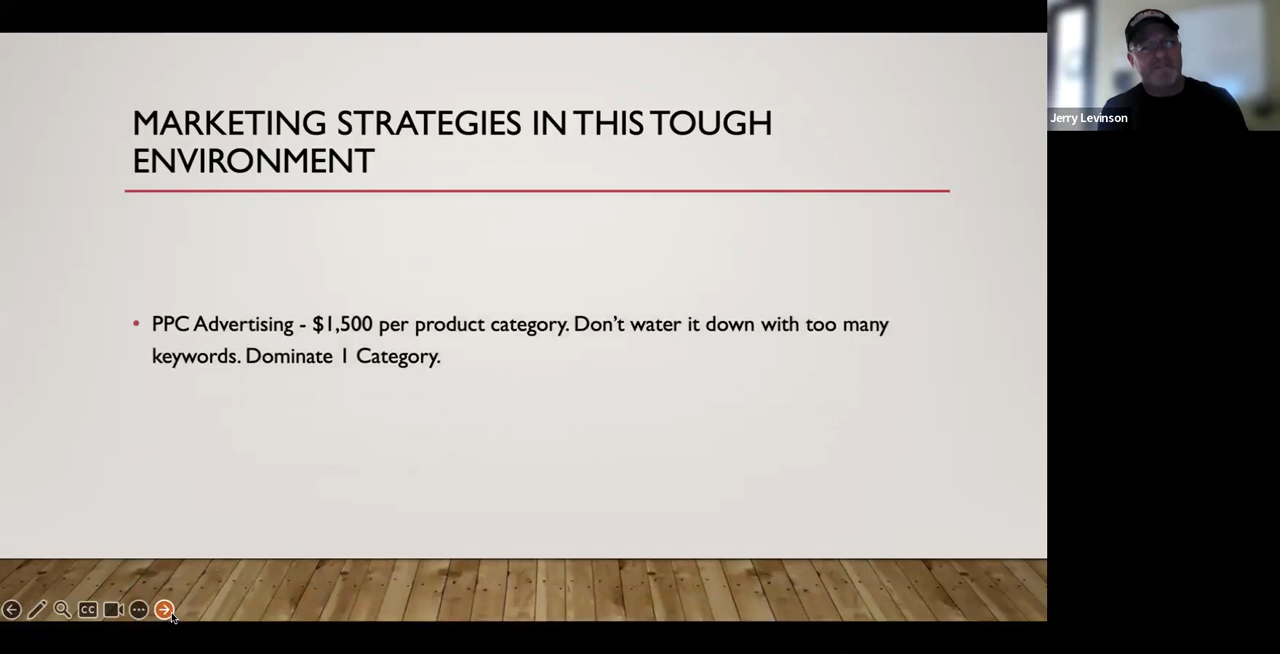 MARKETING STRATEGIES IN THIS TOUGH
ENVIRONMENT
• PPC Advertising - $1,500 per product category. Don’t water it down with too many
keywords. Dominate 1 Category.
Jerry Levinson
CC